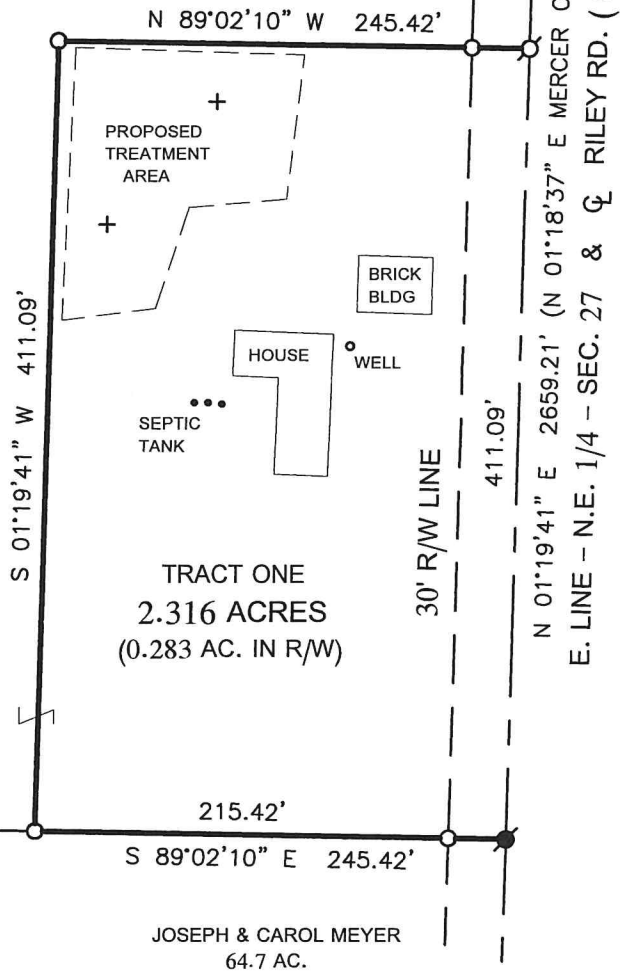 N 89°02'10" W 245.42'
PROPOSED
TREATMENT
AREA
BRICK
BLDG
HOUSE
WELL
SEPTIC
TANK
S 01°19'41" W 411.09'
TRACT ONE
2.316 ACRES
(0.283 AC. IN R/W)
30' R/W LINE
411.09'
N 01°19'41" E 2659.21' (N 01°18'37" E MERCER
E. LINE – N.E. 1/4 – SEC. 27 & ℄ RILEY RD. (
215.42'
S 89°02'10" E 245.42'
JOSEPH & CAROL MEYER
64.7 AC.